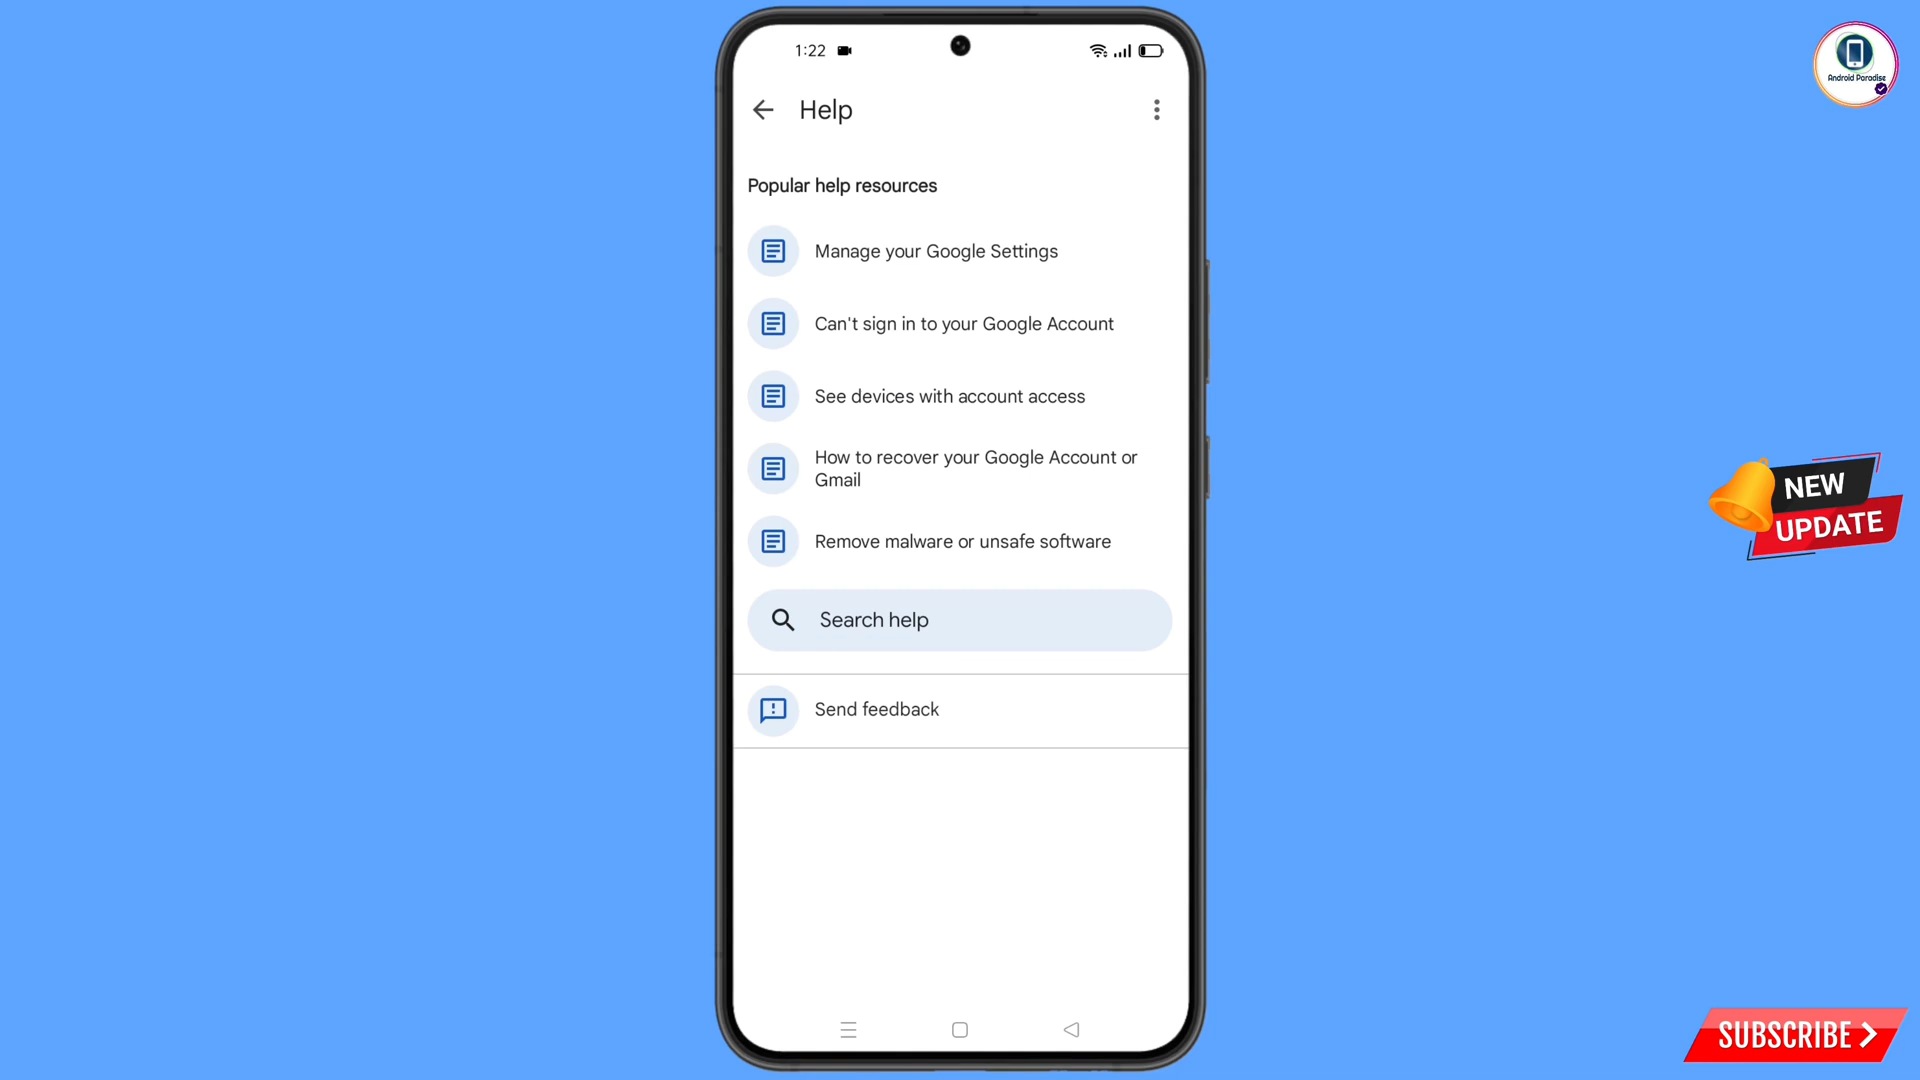 1:22
Android Paradise
Help
Popular help resources
Manage your Google Settings
Can't sign in to your Google Account
See devices with account access
How to recover your Google Account or
Gmail
NEW
UPDATE
Remove malware or unsafe software
Search help
Send feedback
SUBSCRIBE